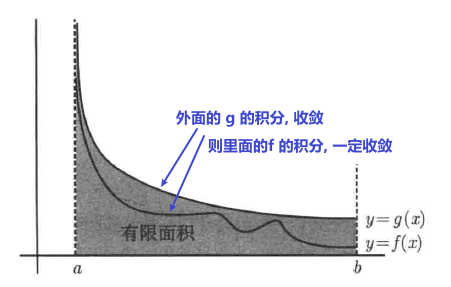 外面的 g 的积分, 收敛
则里面的f 的积分, 一定收敛
有限面积
y=g(x)
y=f(x)
a
b